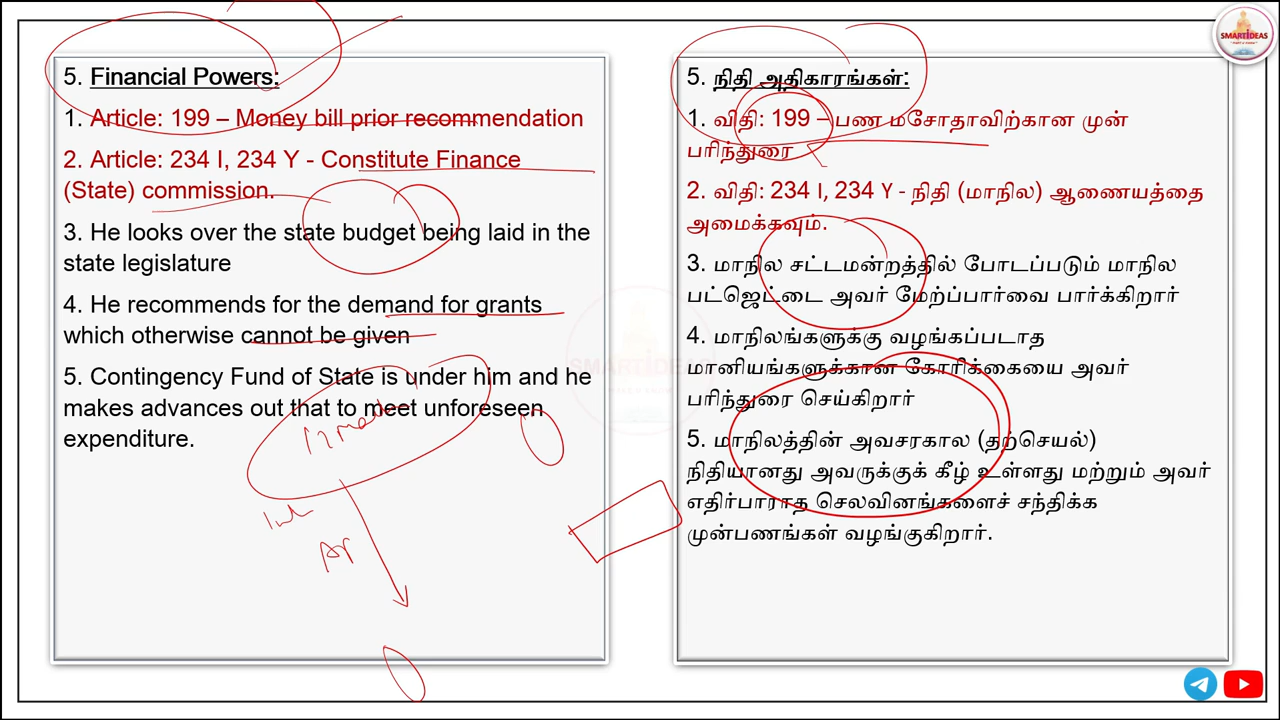 SMARTIDEAS
5. Financial Powers:
1. Article: 199 – Money bill prior recommendation
2. Article: 234 I, 234 Y - Constitute Finance
(State) commission.
3. He looks over the state budget being laid in the
state legislature
4. He recommends for the demand for grants
which otherwise cannot be given
5. Contingency Fund of State is under him and he
makes advances out that to meet unforeseen
expenditure.
5. நிதி அதிகாரங்கள்:
1. விதி: 199 – பண மசோதாவிற்கான முன்
பரிந்துரை
2. விதி: 234 I, 234 Y - நிதி (மாநில) ஆணையத்தை
அமைக்கவும்.
3. மாநில சட்டமன்றத்தில் போடப்படும் மாநில
பட்ஜெட்டை அவர் மேற்ப்பார்வை பார்க்கிறார்
4. மாநிலங்களுக்கு வழங்கப்படாத
மானியங்களுக்கான கோரிக்கையை அவர்
பரிந்துரை செய்கிறார்
5. மாநிலத்தின் அவசரகால (தற்செயல்)
நிதியானது அவருக்குக் கீழ் உள்ளது மற்றும் அவர்
எதிர்பாராத செலவினங்களைச் சந்திக்க
முன்பணங்கள் வழங்குகிறார்.
SMARTIDEAS